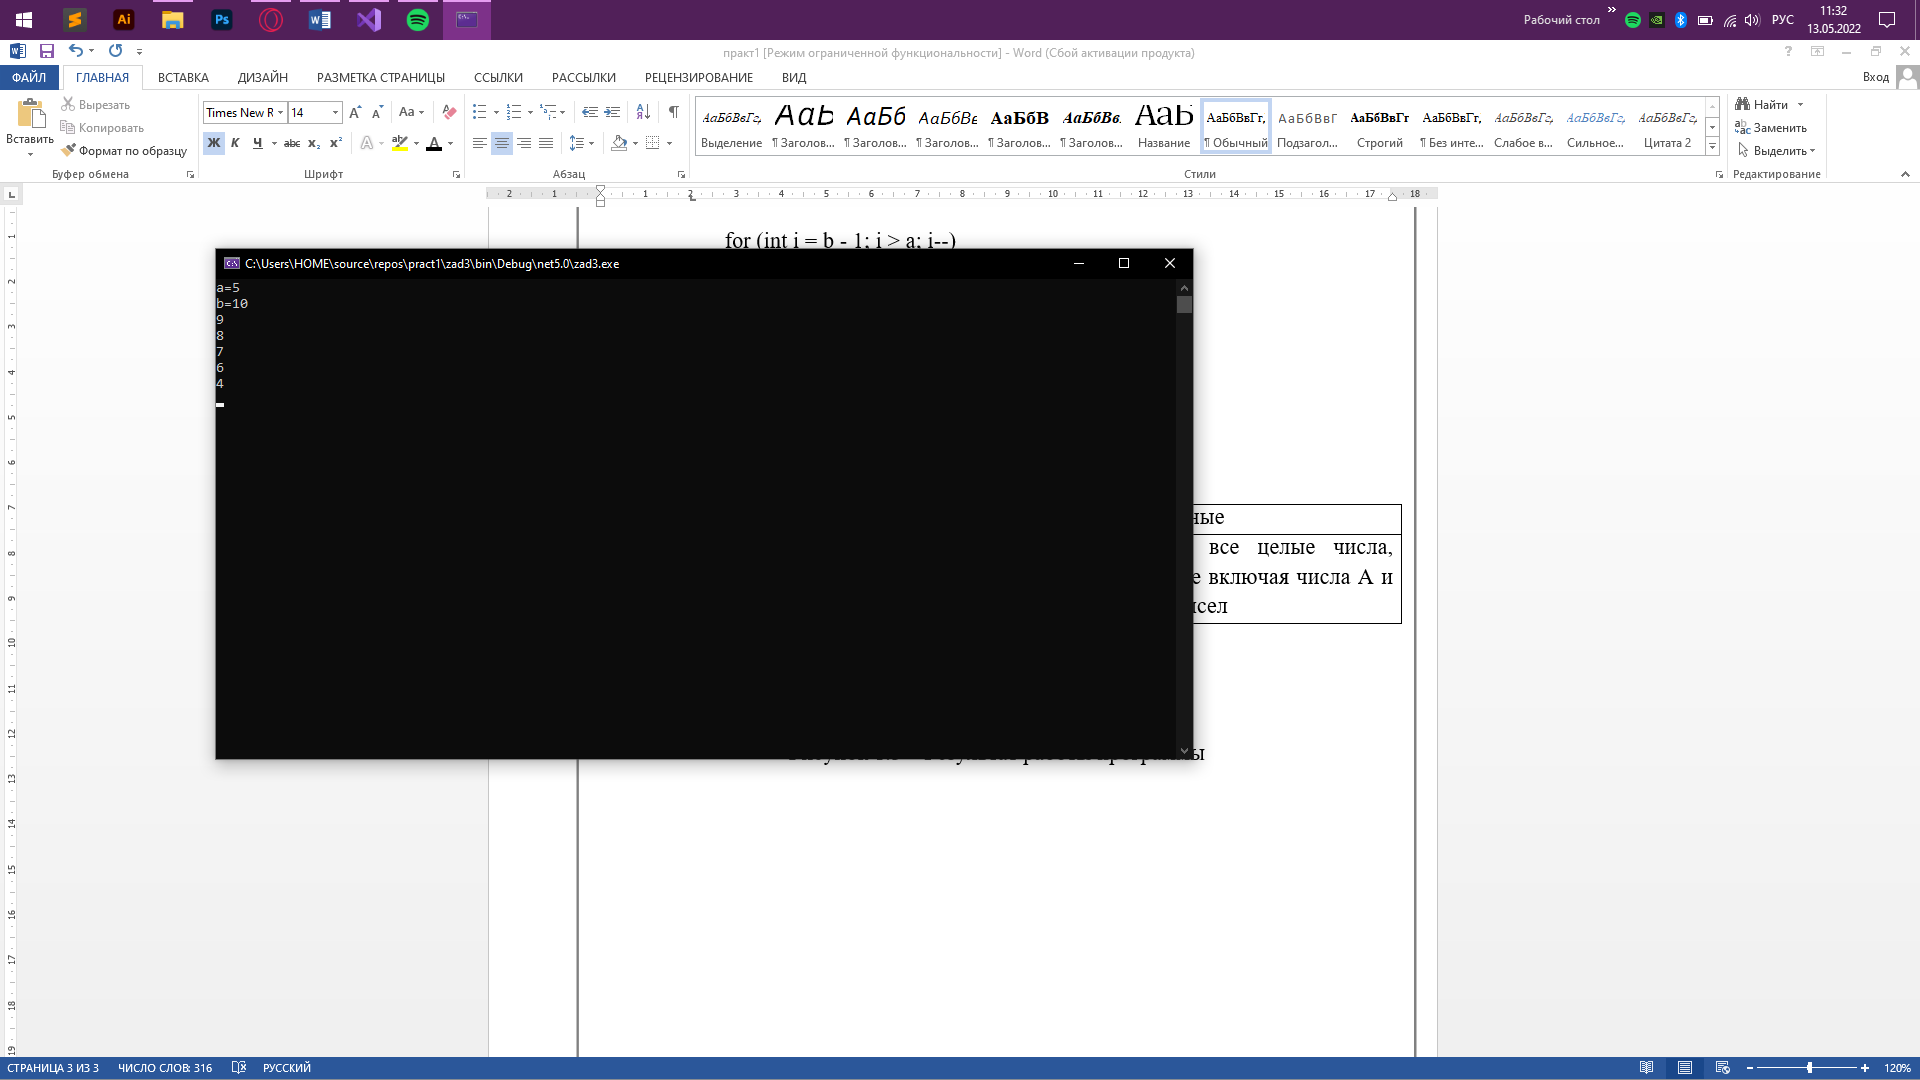 Рабочий стол
РУС
11:32
13.05.2022
практ1 [Режим ограниченной функциональности] - Word (Сбой активации продукта)
ФАЙЛ ГЛАВНАЯ ВСТАВКА ДИЗАЙН РАЗМЕТКА СТРАНИЦЫ ССЫЛКИ РАССЫЛКИ РЕЦЕНЗИРОВАНИЕ ВИД Вход
Вставить
Вырезать
Копировать
Формат по образцу
Буфер обмена
Times New R 14
Шрифт
Абзац
АаБбВвГг, АаБ АаБб АаБбВв АаБбВ АаБбВв. АаБ АаБбВвГг, АаБбВвГ АаБбВвГг АаБбВвГг, АаБбВвГг, АаБбВвГг, АаБбВвГг,
Выделение ¶ Заголов... ¶ Заголов... ¶ Заголов... ¶ Заголов... ¶ Заголов... Название ¶ Обычный Подзагол... Строгий ¶ Без инте... Слабое в... Сильное... Цитата 2
Стили
Найти
Заменить
Выделить
Редактирование
for (int i = b - 1; i > a; i--)
C:\Users\HOME\source\repos\pract1\zad3\bin\Debug\net5.0\zad3.exe
a=5
b=10
9
8
7
6
4
ные
все целые числа,
е включая числа А и
исел
СТРАНИЦА 3 ИЗ 3 ЧИСЛО СЛОВ: 316 РУССКИЙ 120%